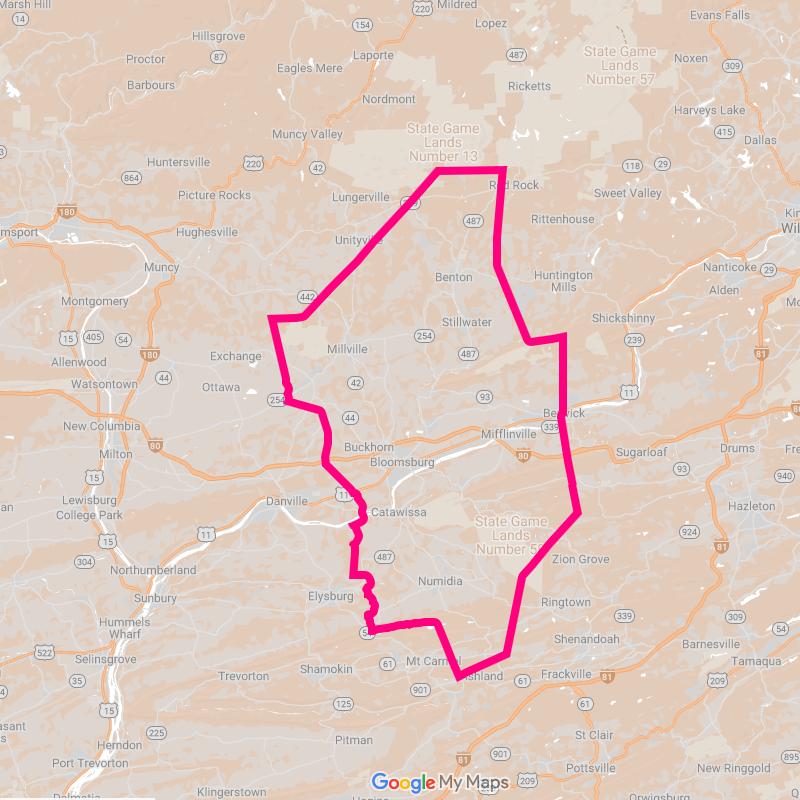 Marsh Hill
14
Hillsgrove
154
220
Mildred
Lopez
Evans Falls
Proctor
87
Laporte
487
State Game
Lands
Number 57
Noxen
309
Barbours
Eagles Mere
Ricketts
Nordmont
Harveys Lake
State Game
Lands
Number 13
415
Dallas
Muncy Valley
Huntersville
220
42
118
29
864
Picture Rocks
Lungerville
Red Rock
Sweet Valley
180
487
Rittenhouse
Hughesville
Unityville
Muncy
Nanticoke
29
Benton
Huntington
Mills
Alden
Montgomery
442
Shickshinny
15
405
54
Stillwater
239
254
Millville
487
81
180
Exchange
Allenwood
44
Watsontown
Ottawa
42
93
11
254
New Columbia
44
Berwick
339
80
Mifflinville
Buckhorn
Milton
80
Sugarloaf
Drums
Bloomsburg
93
940
15
11
Lewisburg
Danville
College Park
Catawissa
Hazleton
State Game
Lands
924
11
15
81
304
487
Zion Grove
Northumberland
Numidia
Sunbury
Elysburg
Ringtown
339
309
Hummels
Wharf
54
Shenandoah
522
Barnesville
Selinsgrove
61
Mt Carmel
Shamokin
Tamaqua
Trevorton
Frackville
81
35
901
61
209
125
61
15
225
Pitman
St Clair
Herndon
Port Trevorton
81
901
209
Pottsville
New Ringgold
895
Klingerstown
Google My Maps
Orwigsburg